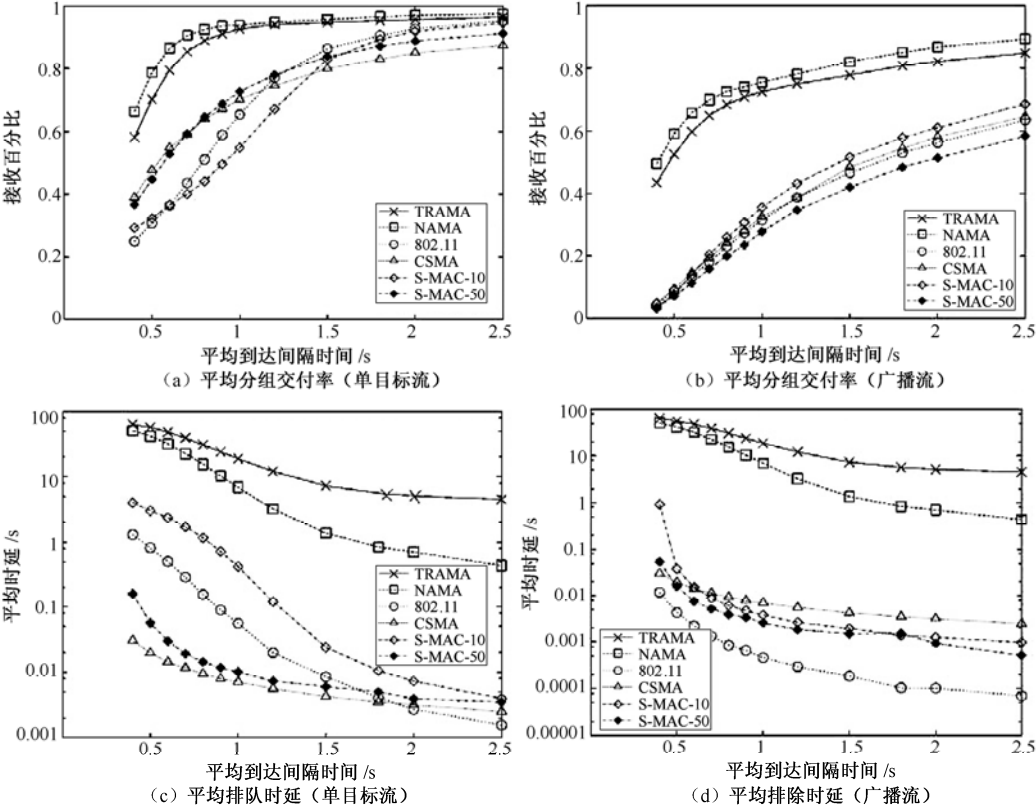 1
0.8
0.6
0.4
0.2
0
接收百分比
TRAMA
NAMA
802.11
CSMA
S-MAC-10
S-MAC-50
0.5
1
1.5
2
2.5
平均到达间隔时间 /s
（a）平均分组交付率（单目标流）
1
0.8
0.6
0.4
0.2
0
接收百分比
TRAMA
NAMA
802.11
CSMA
S-MAC-10
S-MAC-50
0.5
1
1.5
2
2.5
平均到达间隔时间 /s
（b）平均分组交付率（广播流）
100
10
1
0.1
0.01
0.001
平均时延 /s
TRAMA
NAMA
802.11
CSMA
S-MAC-10
S-MAC-50
0.5
1
1.5
2
2.5
平均到达间隔时间 /s
（c）平均排队时延（单目标流）
100
10
1
0.1
0.01
0.001
0.0001
0.00001
平均时延 /s
TRAMA
NAMA
802.11
CSMA
S-MAC-10
S-MAC-50
0.5
1
1.5
2
2.5
平均到达间隔时间 /s
（d）平均排除时延（广播流）